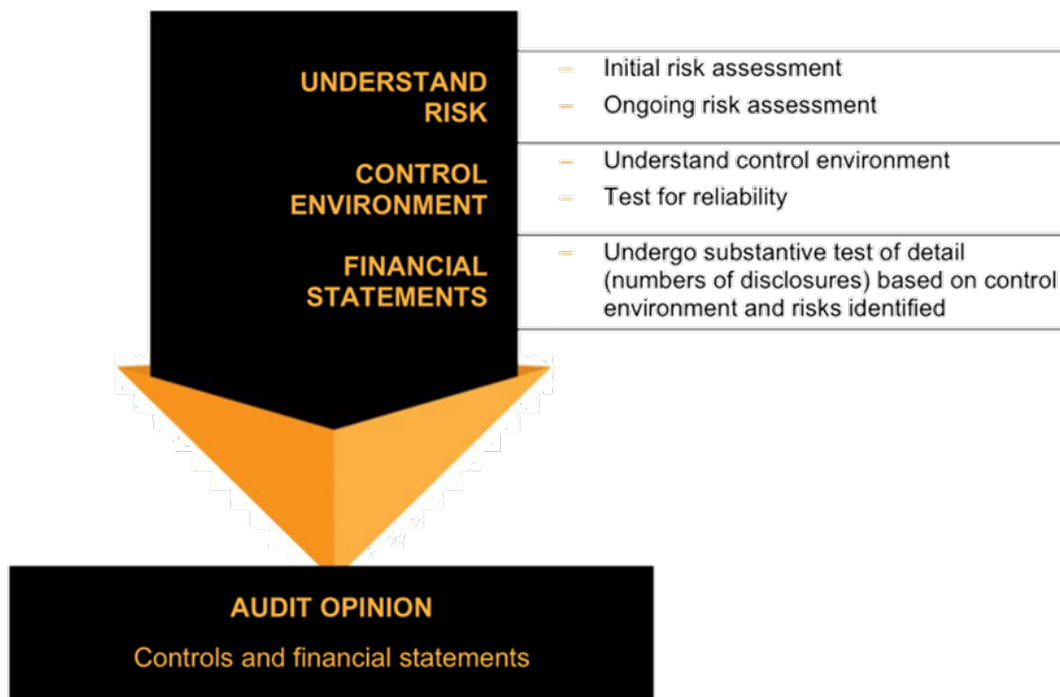 UNDERSTAND
RISK
– Initial risk assessment
– Ongoing risk assessment
CONTROL
ENVIRONMENT
– Understand control environment
– Test for reliability
FINANCIAL
STATEMENTS
– Undergo substantive test of detail
(numbers of disclosures) based on control
environment and risks identified
AUDIT OPINION
Controls and financial statements